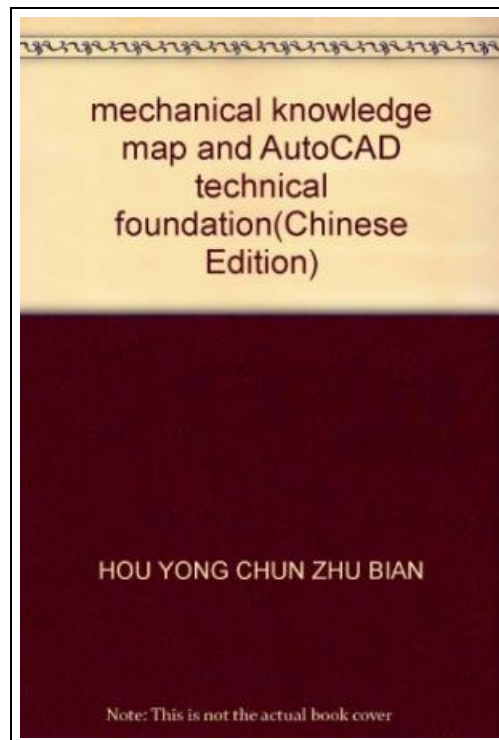 mechanical knowledge
map and AutoCAD
technical
foundation(Chinese
Edition)
HOU YONG CHUN ZHU BIAN
Note: This is not the actual book cover